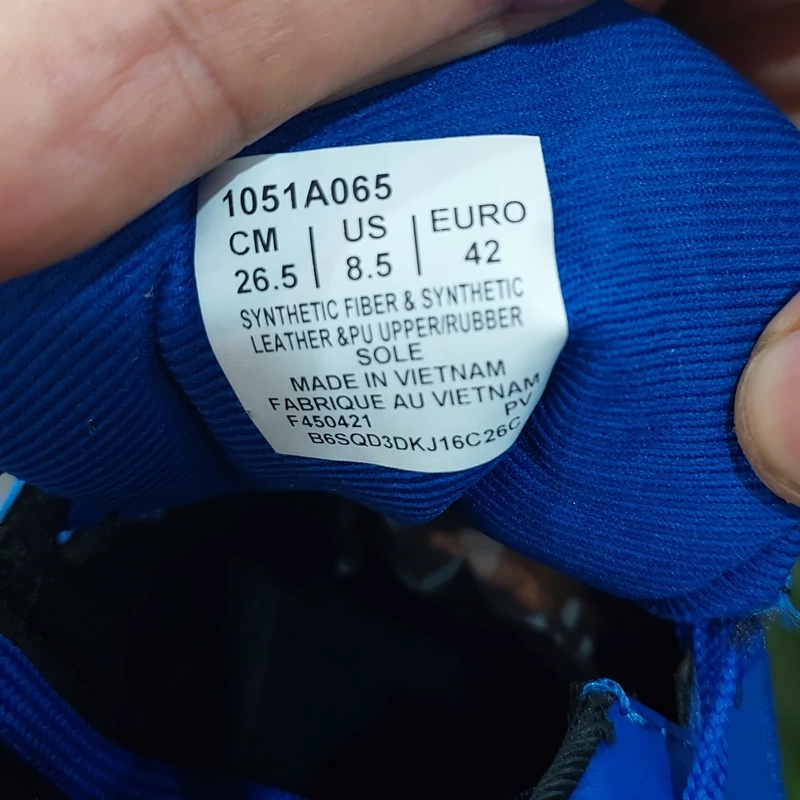 1051A065
CM | US | EURO
26.5 | 8.5 | 42
SYNTHETIC FIBER & SYNTHETIC
LEATHER &PU UPPER/RUBBER
SOLE
MADE IN VIETNAM
FABRIQUE AU VIETNAM
F450421 PV
B6SQD3DKJ16C26C